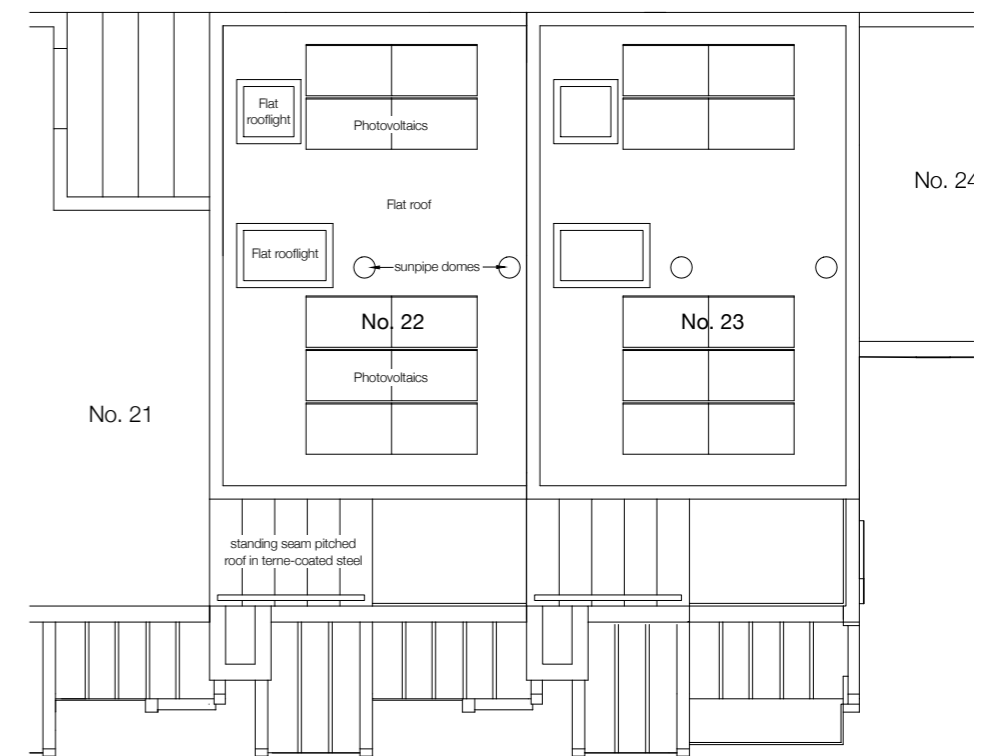 Flat
rooflight
Photovoltaics
No. 24
Flat roof
Flat rooflight
sunpipe domes
No. 22
No. 23
Photovoltaics
No. 21
standing seam pitched
roof in terne-coated steel